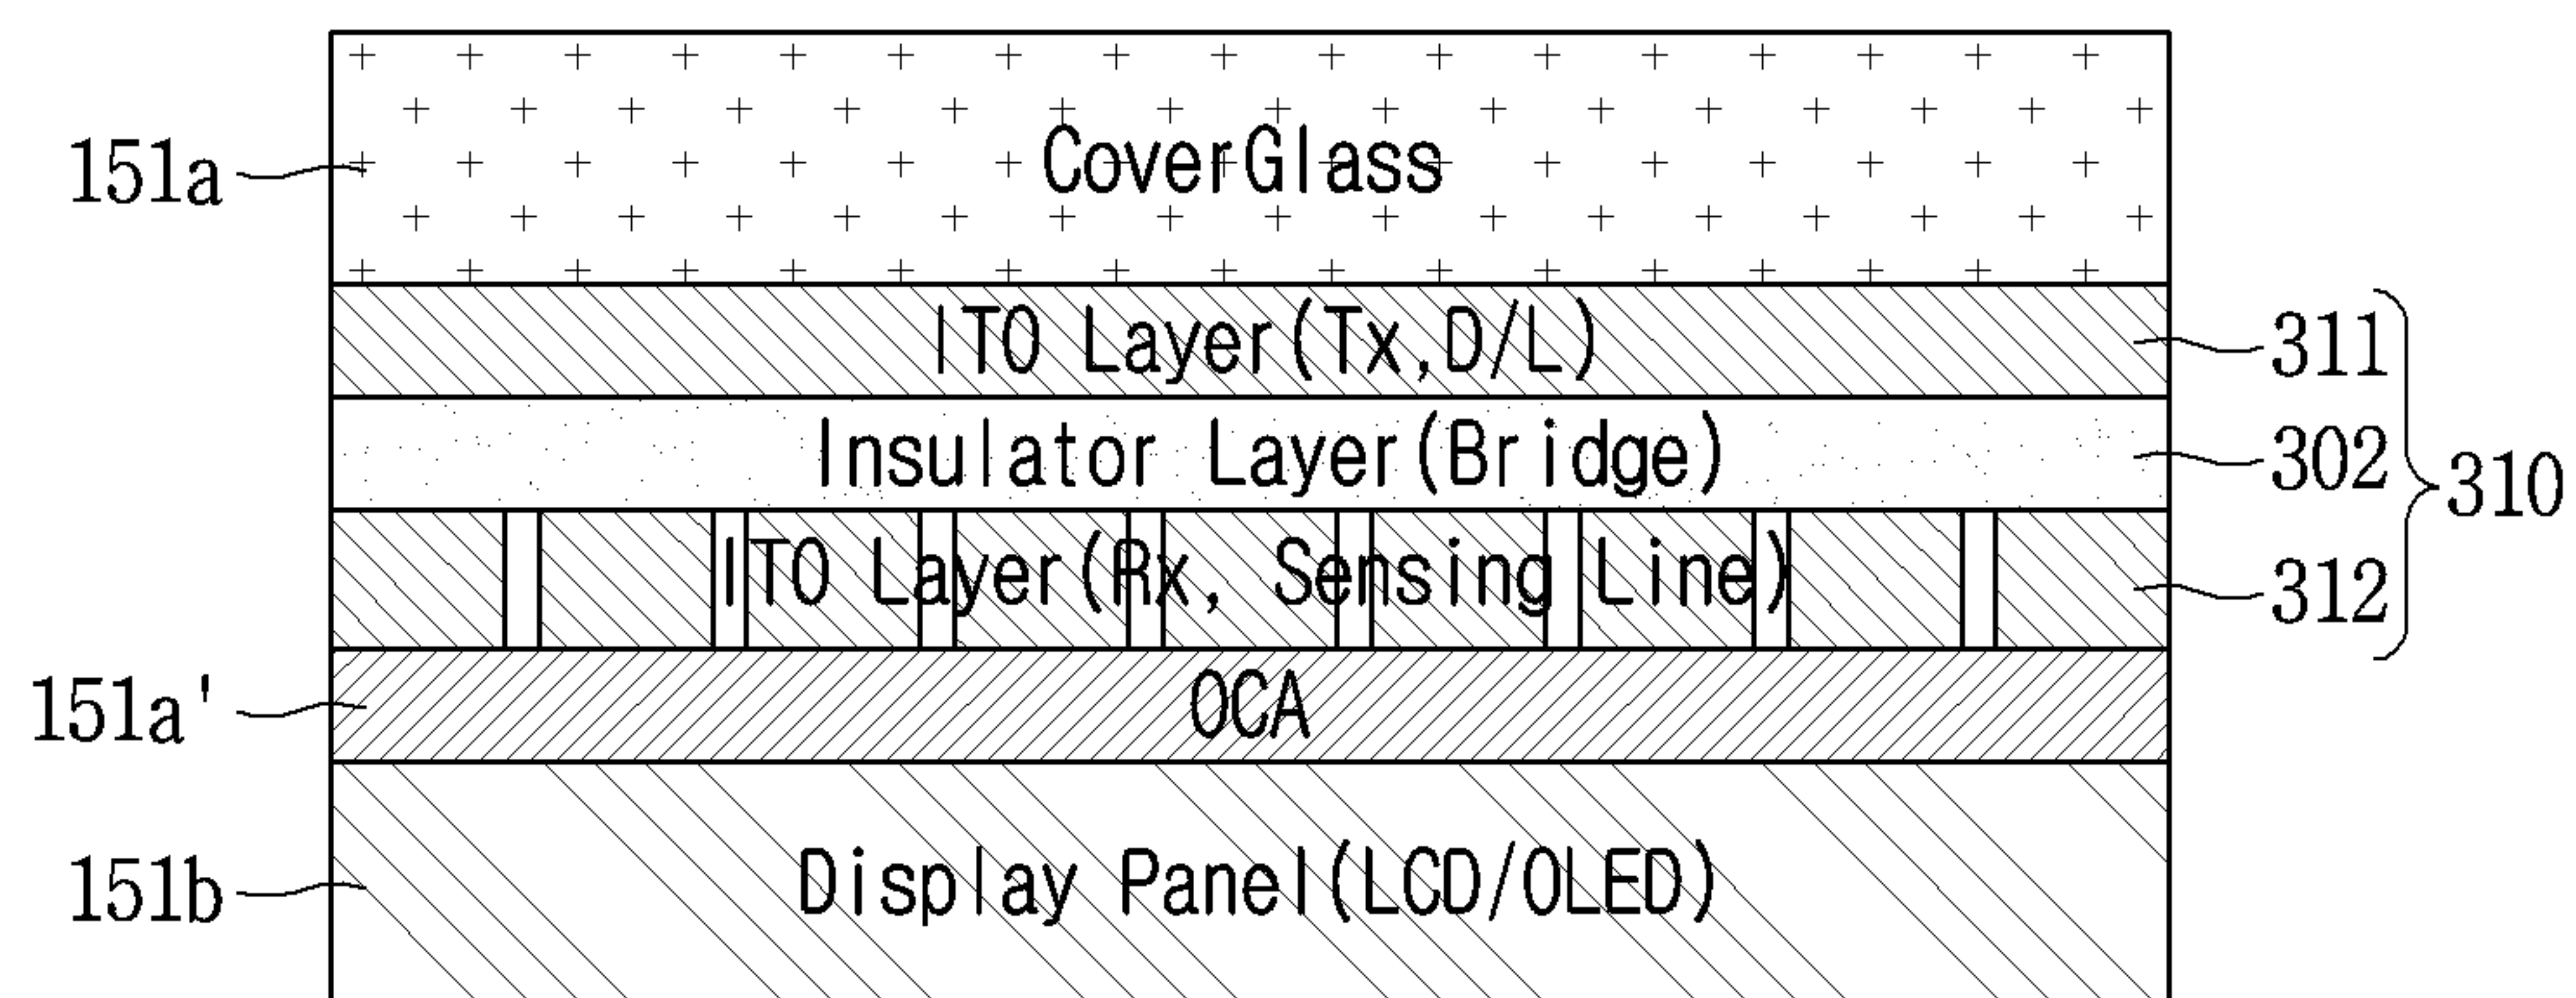 151a
CoverGlass
ITO Layer(Tx,D/L)
311
Insulator Layer(Bridge)
302
310
ITO Layer(Rx, Sensing Line)
312
151a'
OCA
151b
Display Panel(LCD/OLED)